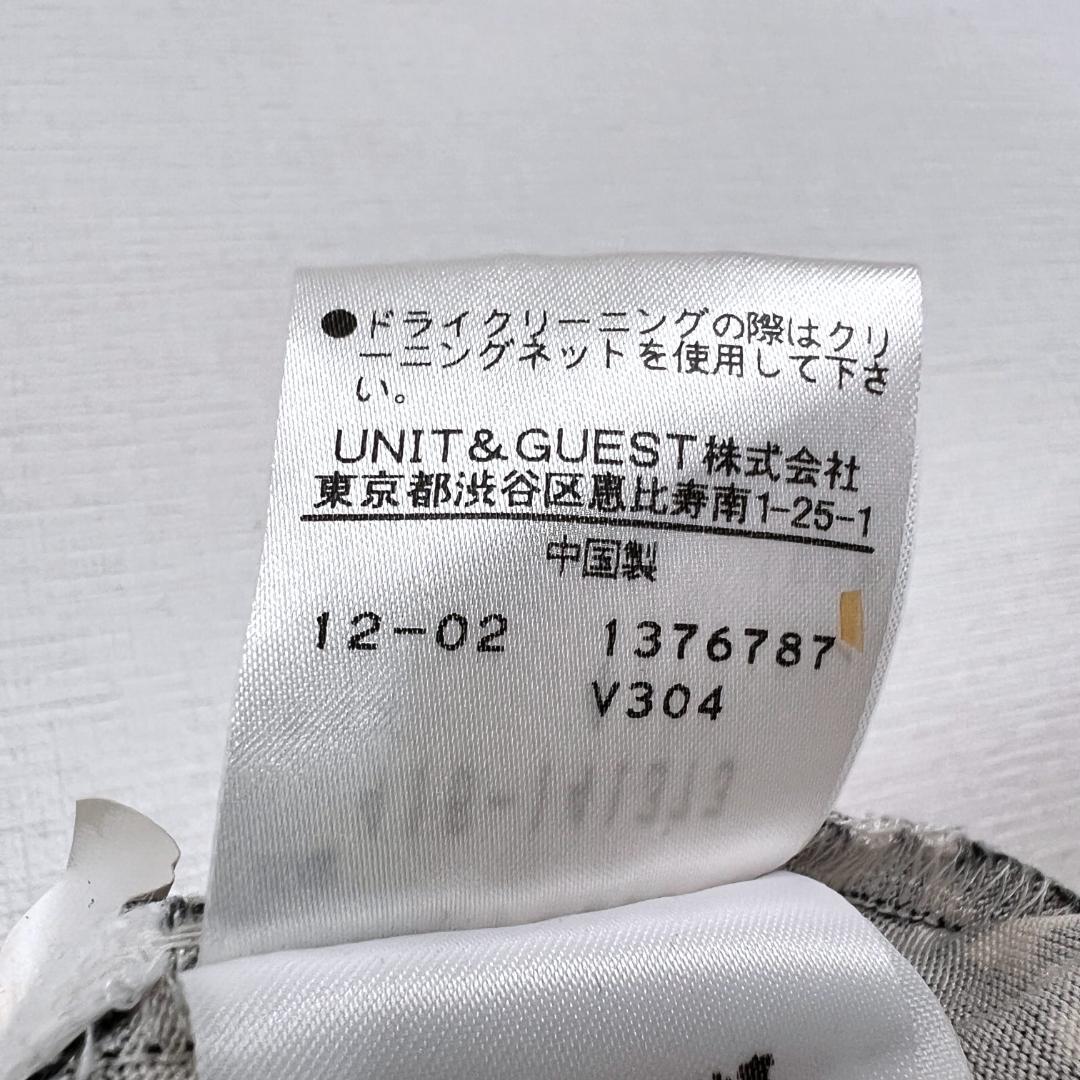 ●ドライクリーニングの際はクリ
ーニングネットを使用して下さ
い。
UNIT&GUEST株式会社
東京都渋谷区恵比寿南1-25-1
中国製
12-02 1376787
V304